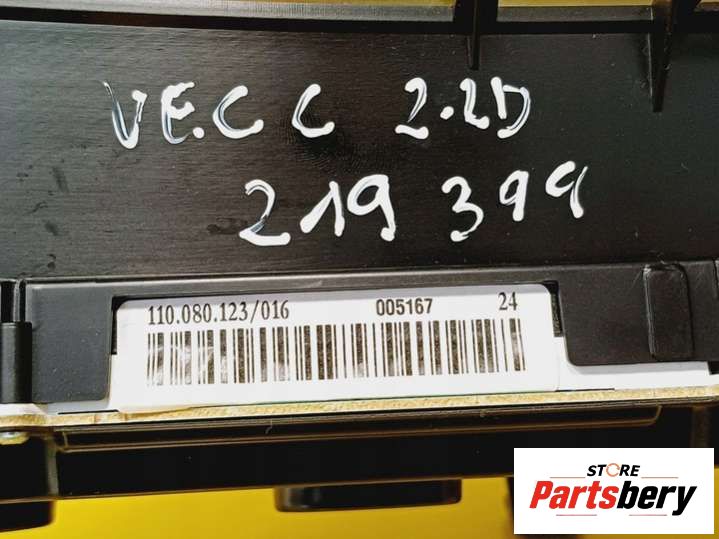 VE.C C 2.2D
219 399
110.080.123/016 005167 24
STORE
Partsbery